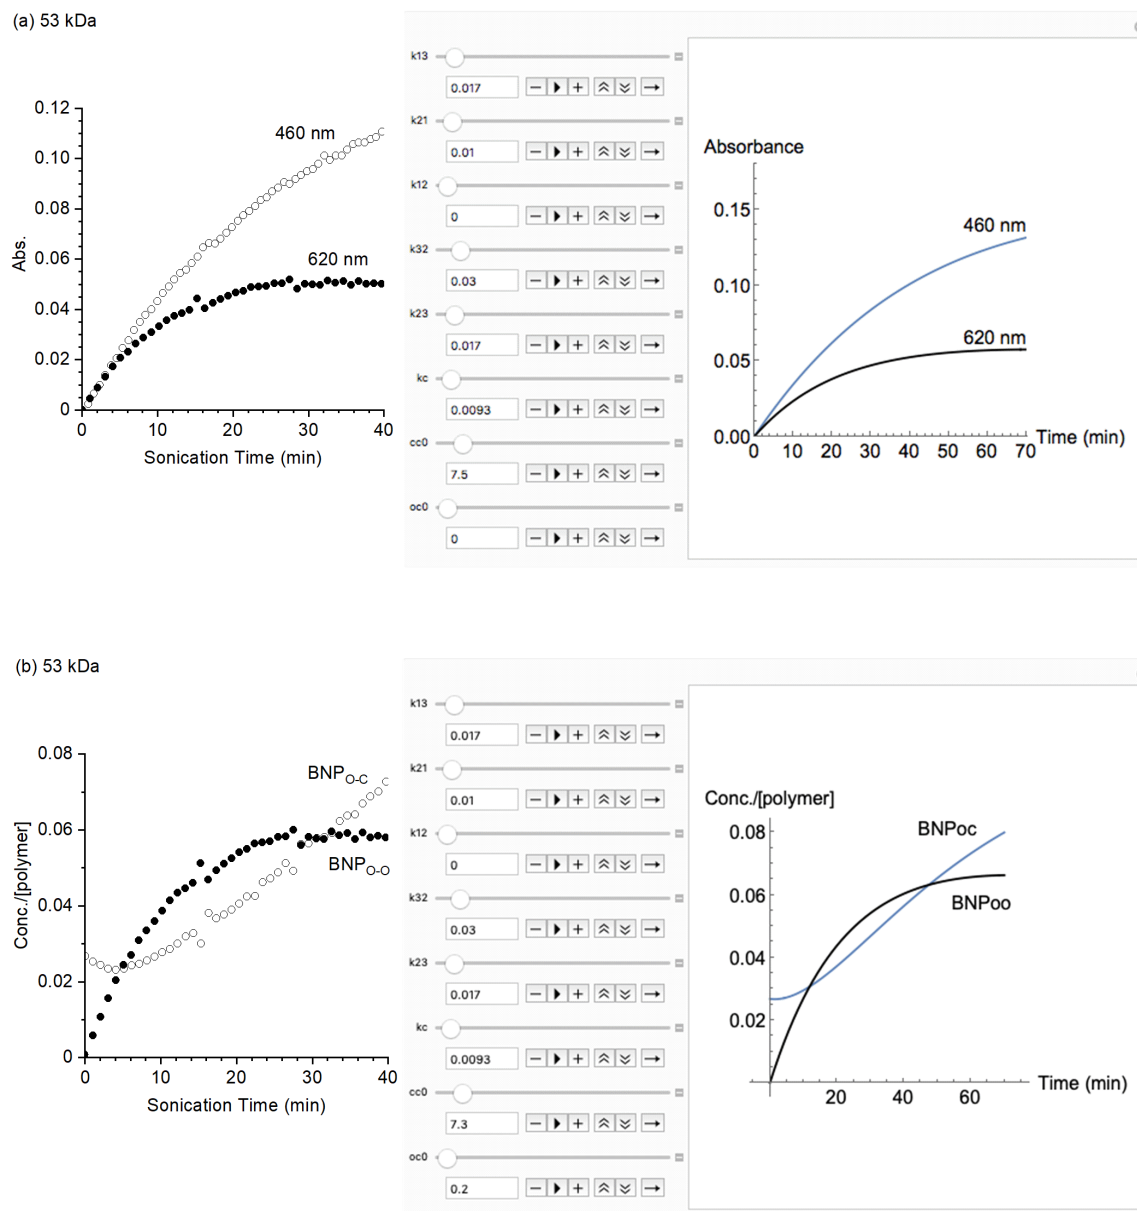 (a) 53 kDa
0.12
0.10
0.08
0.06
0.04
0.02
0
Abs.
460 nm
620 nm
0 10 20 30 40
Sonication Time (min)
k13
0.017
k21
0.01
k12
0
k32
0.03
k23
0.017
kc
0.0093
cc0
7.5
oc0
0
Absorbance
0.15
0.10
0.05
0.00
460 nm
620 nm
0 10 20 30 40 50 60 70
Time (min)
(b) 53 kDa
0.08
0.06
0.04
0.02
0
Conc./[polymer]
BNPO-C
BNPO-O
0 10 20 30 40
Sonication Time (min)
k13
0.017
k21
0.01
k12
0
k32
0.03
k23
0.017
kc
0.0093
cc0
7.3
oc0
0.2
Conc./[polymer]
0.08
0.06
0.04
0.02
BNPoc
BNPoo
20 40 60
Time (min)